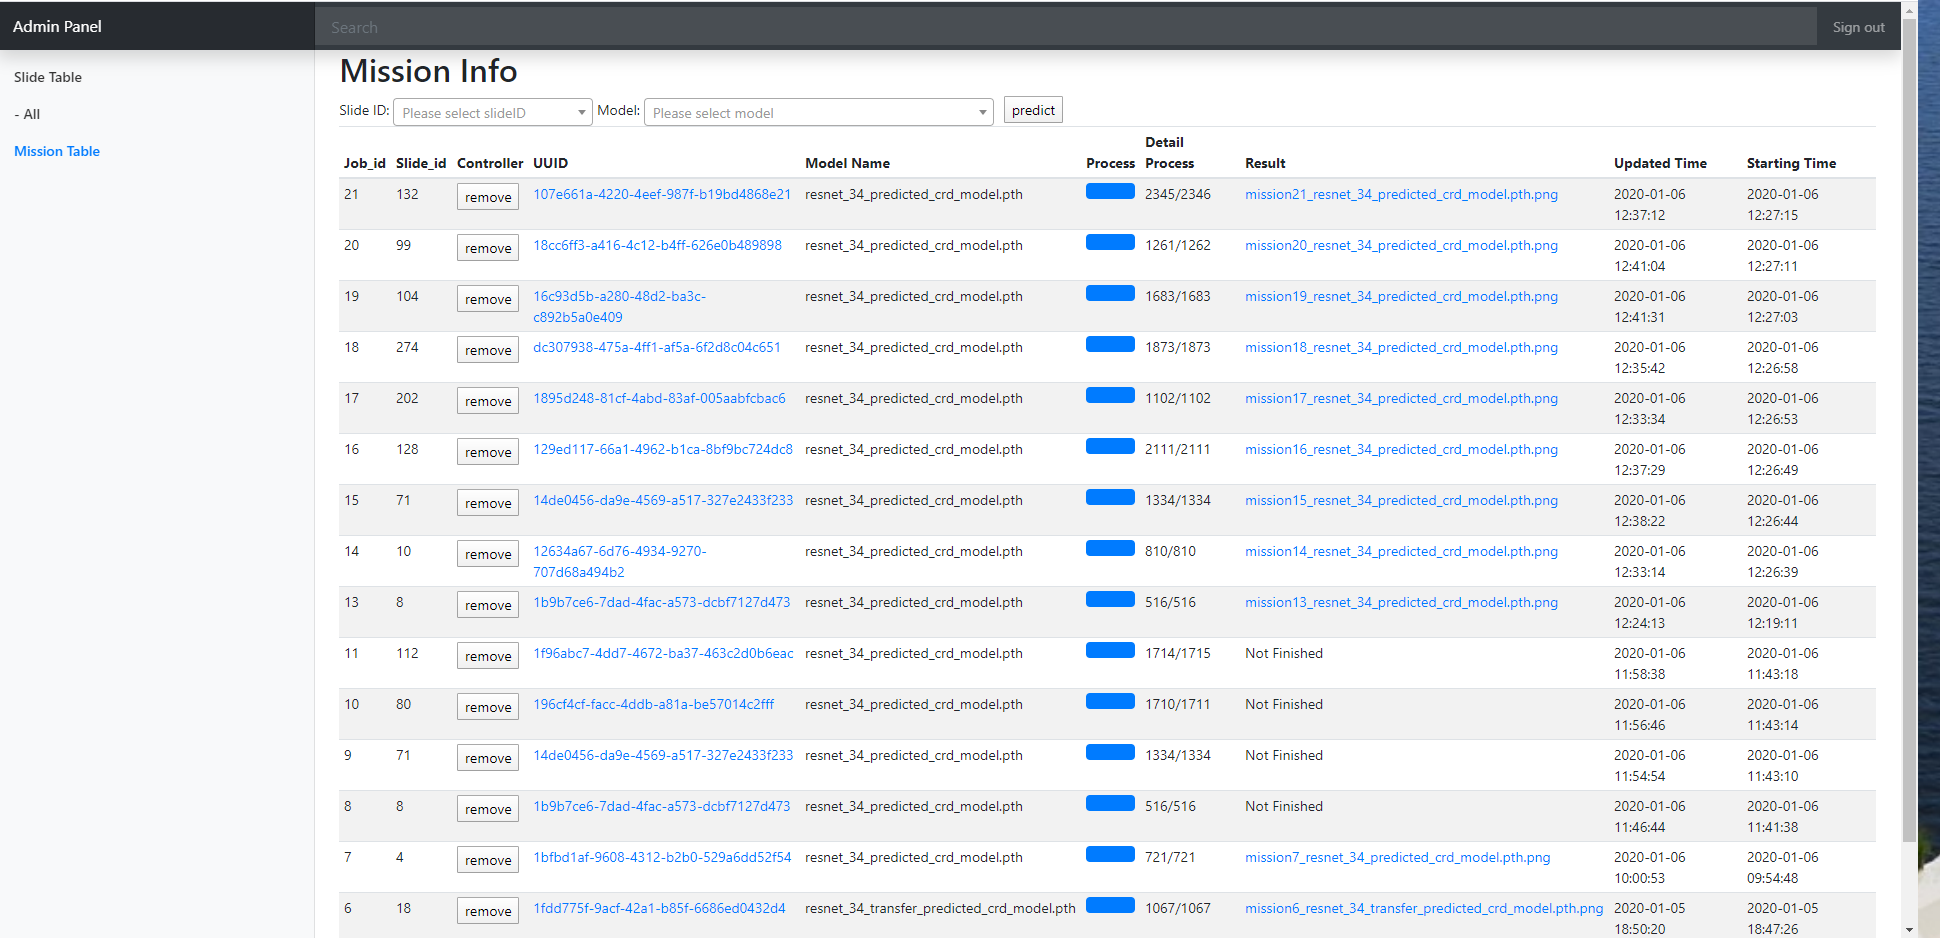 Admin Panel
Search
Sign out
Slide Table
- All
Mission Table
Mission Info
Slide ID: Please select slideID Model: Please select model predict
Job_id Slide_id Controller UUID Model Name Process Detail Process Result Updated Time Starting Time
21 132 remove 107e661a-4220-4eef-987f-b19bd4868e21 resnet_34_predicted_crd_model.pth 2345/2346 mission21_resnet_34_predicted_crd_model.pth.png 2020-01-06 2020-01-06
12:37:12 12:27:15
20 99 remove 18cc6ff3-a416-4c12-b4ff-626e0b489898 resnet_34_predicted_crd_model.pth 1261/1262 mission20_resnet_34_predicted_crd_model.pth.png 2020-01-06 2020-01-06
12:41:04 12:27:11
19 104 remove 16c93d5b-a280-48d2-ba3c- resnet_34_predicted_crd_model.pth 1683/1683 mission19_resnet_34_predicted_crd_model.pth.png 2020-01-06 2020-01-06
c892b5a0e409 12:41:31 12:27:03
18 274 remove dc307938-475a-4ff1-af5a-6f2d8c04c651 resnet_34_predicted_crd_model.pth 1873/1873 mission18_resnet_34_predicted_crd_model.pth.png 2020-01-06 2020-01-06
12:35:42 12:26:58
17 202 remove 1895d248-81cf-4abd-83af-005aabfcbac6 resnet_34_predicted_crd_model.pth 1102/1102 mission17_resnet_34_predicted_crd_model.pth.png 2020-01-06 2020-01-06
12:33:34 12:26:53
16 128 remove 129ed117-66a1-4962-b1ca-8bf9bc724dc8 resnet_34_predicted_crd_model.pth 2111/2111 mission16_resnet_34_predicted_crd_model.pth.png 2020-01-06 2020-01-06
12:37:29 12:26:49
15 71 remove 14de0456-da9e-4569-a517-327e2433f233 resnet_34_predicted_crd_model.pth 1334/1334 mission15_resnet_34_predicted_crd_model.pth.png 2020-01-06 2020-01-06
12:38:22 12:26:44
14 10 remove 12634a67-6d76-4934-9270- resnet_34_predicted_crd_model.pth 810/810 mission14_resnet_34_predicted_crd_model.pth.png 2020-01-06 2020-01-06
707d68a494b2 12:33:14 12:26:39
13 8 remove 1b9b7ce6-7dad-4fac-a573-dcbf7127d473 resnet_34_predicted_crd_model.pth 516/516 mission13_resnet_34_predicted_crd_model.pth.png 2020-01-06 2020-01-06
12:24:13 12:19:11
11 112 remove 1f96abc7-4dd7-4672-ba37-463c2d0b6eac resnet_34_predicted_crd_model.pth 1714/1715 Not Finished 2020-01-06 2020-01-06
11:58:38 11:43:18
10 80 remove 196cf4cf-facc-4ddb-a81a-be57014c2fff resnet_34_predicted_crd_model.pth 1710/1711 Not Finished 2020-01-06 2020-01-06
11:56:46 11:43:14
9 71 remove 14de0456-da9e-4569-a517-327e2433f233 resnet_34_predicted_crd_model.pth 1334/1334 Not Finished 2020-01-06 2020-01-06
11:54:54 11:43:10
8 8 remove 1b9b7ce6-7dad-4fac-a573-dcbf7127d473 resnet_34_predicted_crd_model.pth 516/516 Not Finished 2020-01-06 2020-01-06
11:46:44 11:41:38
7 4 remove 1bfbd1af-9608-4312-b2b0-529a6dd52f54 resnet_34_predicted_crd_model.pth 721/721 mission7_resnet_34_predicted_crd_model.pth.png 2020-01-06 2020-01-06
10:00:53 09:54:48
6 18 remove 1fdd775f-9acf-42a1-b85f-6686ed0432d4 resnet_34_transfer_predicted_crd_model.pth 1067/1067 mission6_resnet_34_transfer_predicted_crd_model.pth.png 2020-01-05 2020-01-05
18:50:20 18:47:26